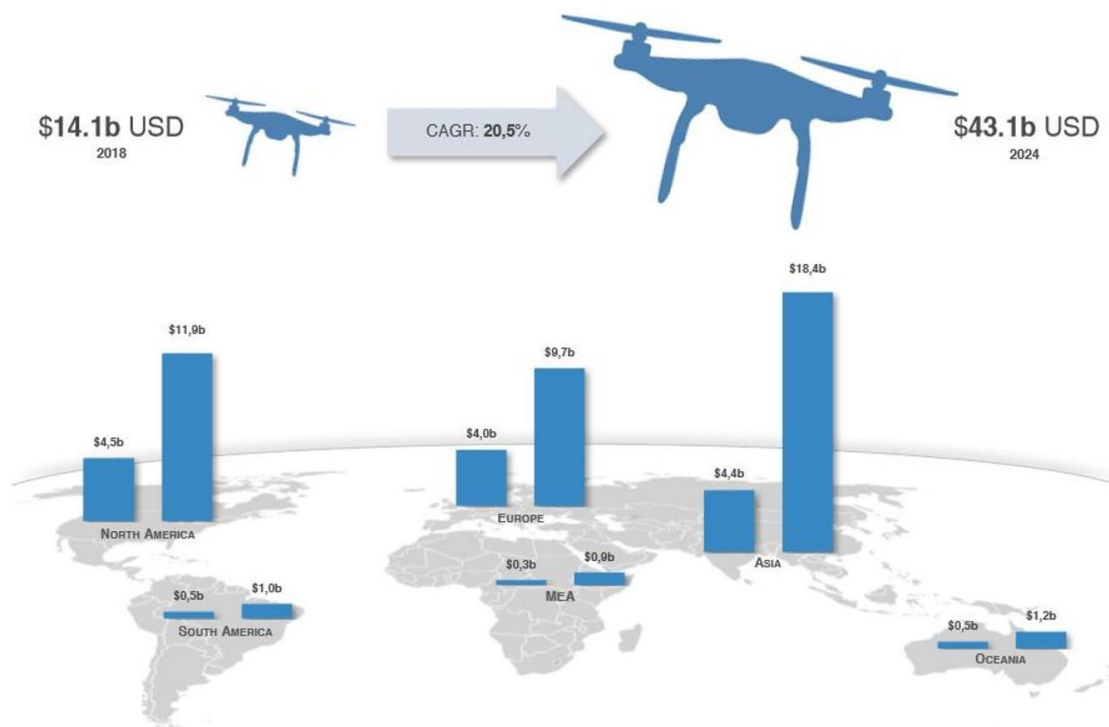 $14.1b USD
2018
CAGR: 20,5%
$43.1b USD
2024
$4,5b
$11,9b
NORTH AMERICA
$4,0b
$9,7b
EUROPE
$4,4b
$18,4b
ASIA
$0,3b
$0,9b
MEA
$0,5b
$1,0b
SOUTH AMERICA
$0,5b
$1,2b
OCEANIA